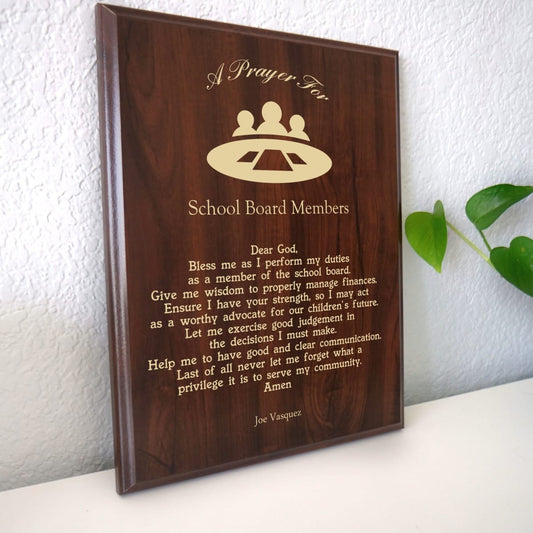 A Prayer For
School Board Members
Dear God,
Bless me as I perform my duties
as a member of the school board.
Give me wisdom to properly manage finances.
Ensure I have your strength, so I may act
as a worthy advocate for our children's future.
Let me exercise good judgement in
the decisions I must make.
Help me to have good and clear communication.
Last of all never let me forget what a
privilege it is to serve my community.
Amen
Joe Vasquez